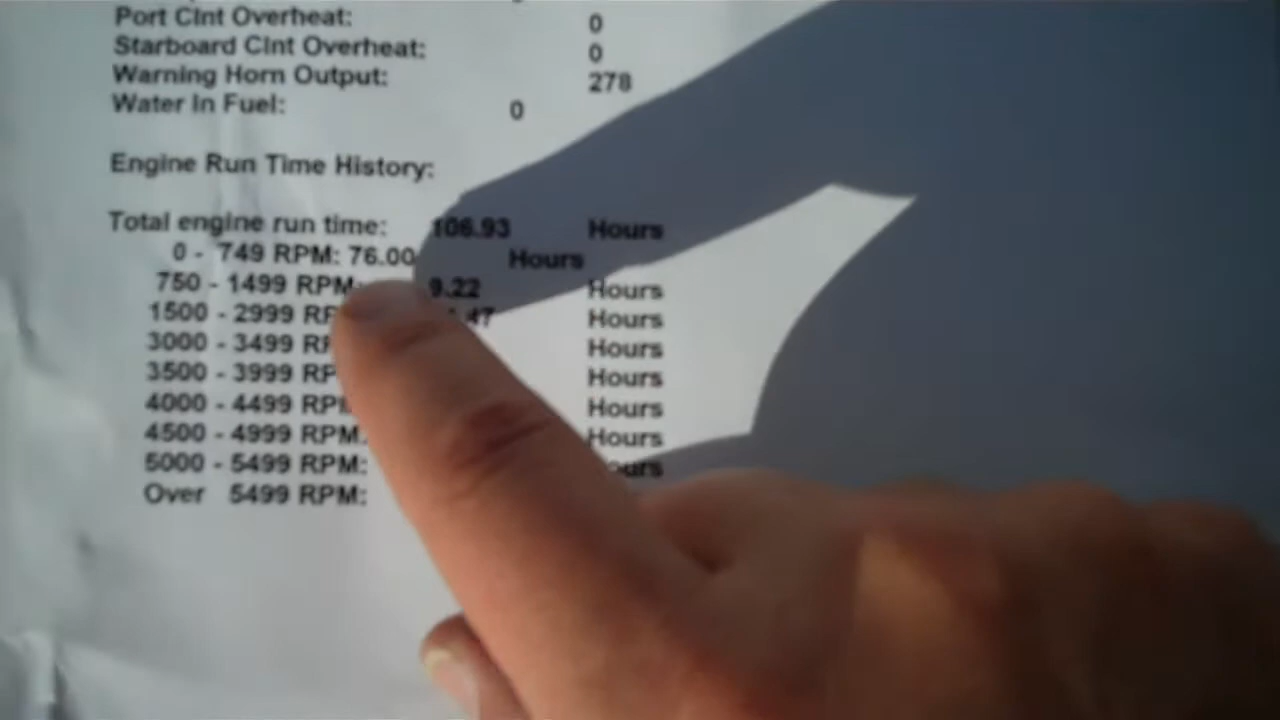 Port Clnt Overheat: 0
Starboard Clnt Overheat: 0
Warning Horn Output: 278
Water In Fuel: 0
Engine Run Time History:
Total engine run time: 106.93 Hours
0 - 749 RPM: 76.00 Hours
750 - 1499 RPM: 9.22 Hours
1500 - 2999 Hours
3000 - 3499 Hours
3500 - 3999 Hours
4000 - 4499 Hours
4500 - 4999 RPM: Hours
5000 - 5499 RPM:
Over 5499 RPM: